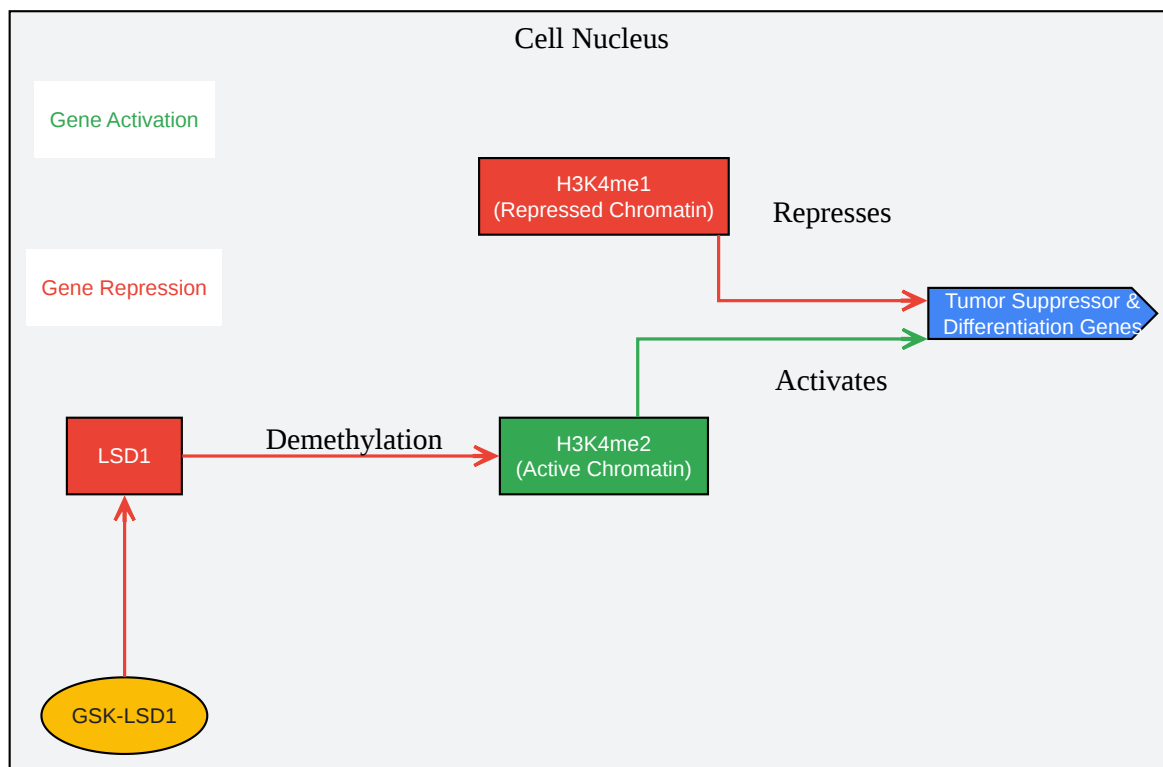 Cell Nucleus
Gene Activation
H3K4me1
(Repressed Chromatin)
Represses
Gene Repression
Tumor Suppressor &
Differentiation Genes
Activates
LSD1
Demethylation
H3K4me2
(Active Chromatin)
GSK-LSD1